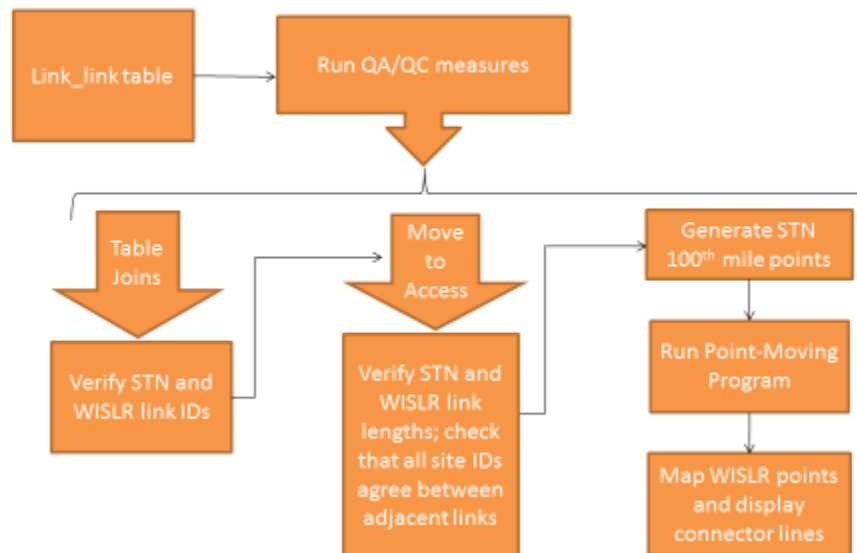 Link_link table
Run QA/QC measures
Table
Joins
Move
to
Access
Generate STN
100th mile points
Verify STN and
WISLR link IDs
Verify STN and
WISLR link
lengths; check
that all site IDs
agree between
adjacent links
Run Point-Moving
Program
Map WISLR points
and display
connector lines